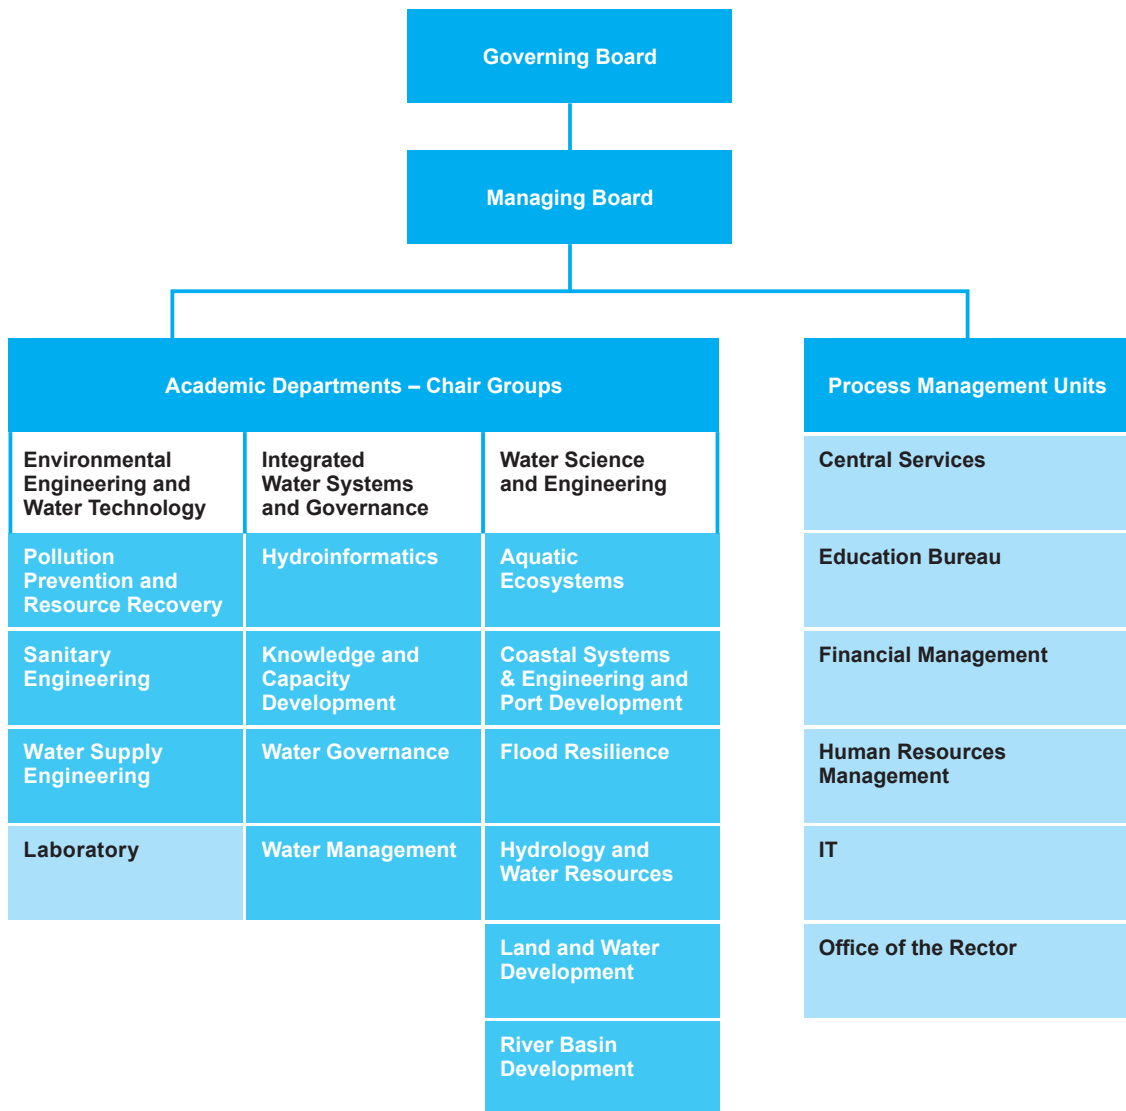 Governing Board
Managing Board
Academic Departments – Chair Groups
Environmental
Engineering and
Water Technology
Pollution
Prevention and
Resource Recovery
Sanitary
Engineering
Water Supply
Engineering
Laboratory
Integrated
Water Systems
and Governance
Hydroinformatics
Knowledge and
Capacity
Development
Water Governance
Water Management
Water Science
and Engineering
Aquatic
Ecosystems
Coastal Systems
& Engineering and
Port Development
Flood Resilience
Hydrology and
Water Resources
Land and Water
Development
River Basin
Development
Process Management Units
Central Services
Education Bureau
Financial Management
Human Resources
Management
IT
Office of the Rector